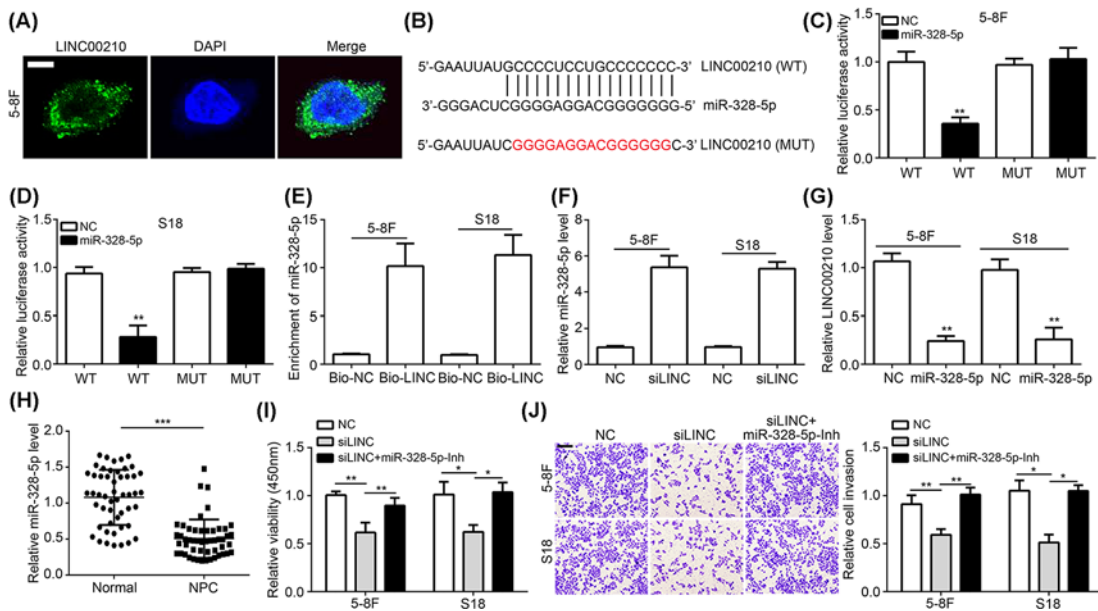 (A)
LINC00210 DAPI Merge
5-8F
(B)
5'-GAAUUAUGCCCCUCCUGCCCCCCC-3' LINC00210 (WT)
3'-GGGACUCGGGGAGGACGGGGGGG-5' miR-328-5p
5'-GAAUUAUCGGGGAGGACGGGGGGC-3' LINC00210 (MUT)
(C)
5-8F
NC
miR-328-5p
Relative luciferase activity
1.5
1.0
0.5
0.0
**
WT WT MUT MUT
(D)
S18
NC
miR-328-5p
Relative luciferase activity
1.5
1.0
0.5
0.0
**
WT WT MUT MUT
(E)
Enrichment of miR-328-5p
15
10
5
0
5-8F S18
Bio-NC Bio-LINC Bio-NC Bio-LINC
(F)
Relative miR-328-5p level
8
6
4
2
0
5-8F S18
NC siLINC NC siLINC
(G)
Relative LINC00210 level
1.5
1.0
0.5
0.0
5-8F S18
** **
NC miR-328-5p NC miR-328-5p
(H)
Relative miR-328-5p level
2.0
1.5
1.0
0.5
0.0
***
Normal NPC
(I)
NC
siLINC
siLINC+miR-328-5p-Inh
Relative viability (450nm)
1.5
1.0
0.5
0.0
** ** * *
5-8F S18
(J)
NC siLINC siLINC+
miR-328-5p-Inh
5-8F
S18
NC
siLINC
siLINC+miR-328-5p-Inh
Relative cell invasion
1.5
1.0
0.5
0.0
** ** * *
5-8F S18